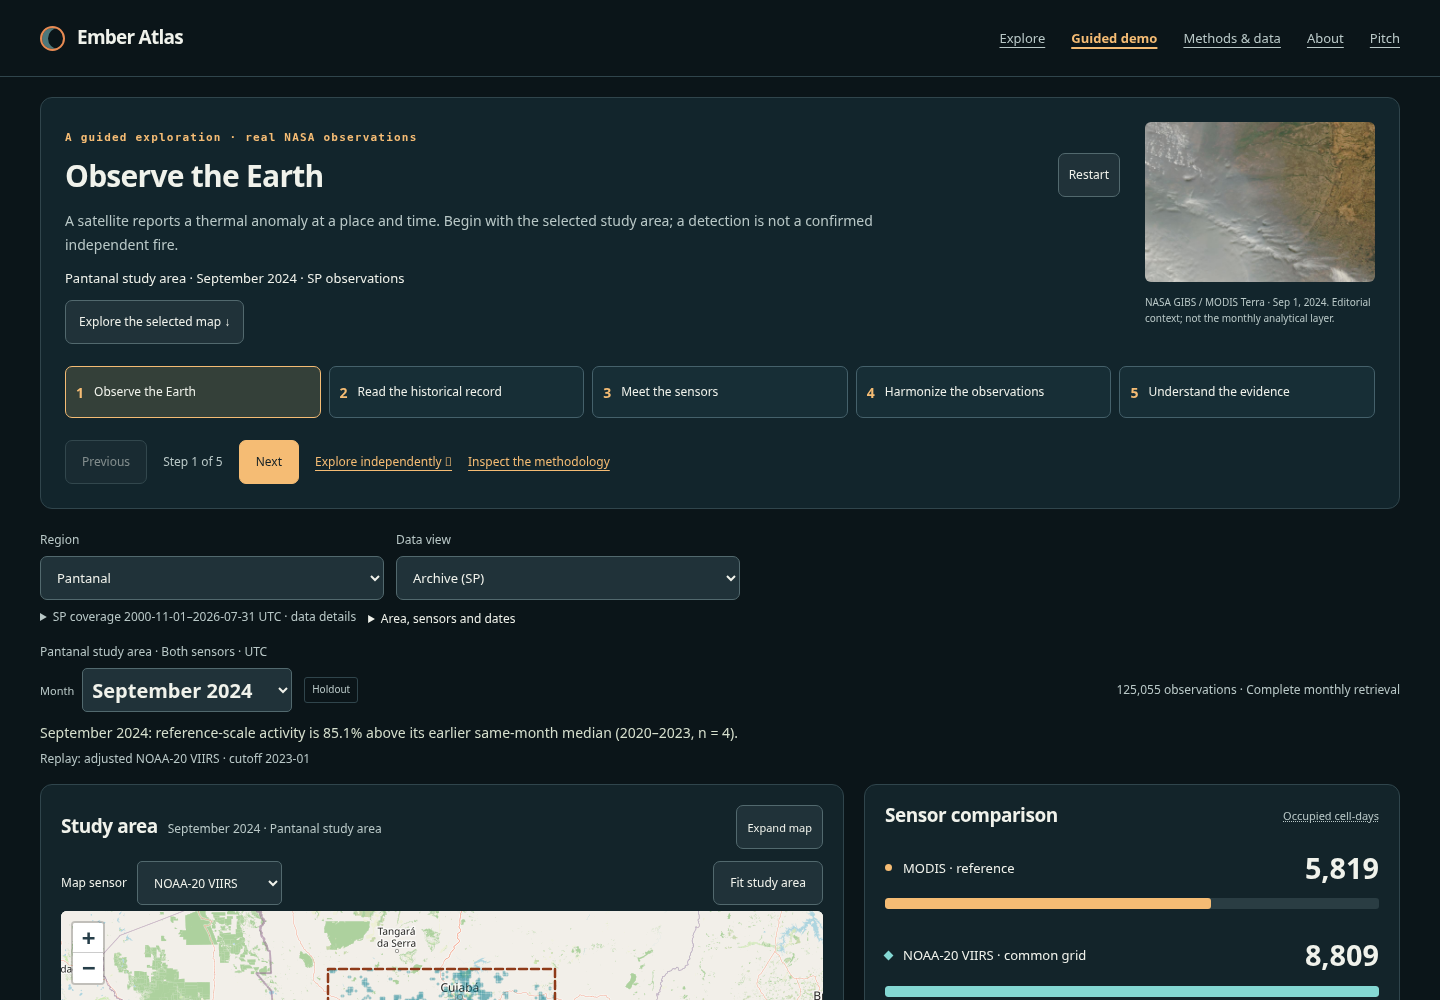 Ember Atlas
Explore
Guided demo
Methods & data
About
Pitch
A guided exploration · real NASA observations
Observe the Earth
Restart
A satellite reports a thermal anomaly at a place and time. Begin with the selected study area; a detection is not a confirmed
independent fire.
Pantanal study area · September 2024 · SP observations
Explore the selected map ↓
NASA GIBS / MODIS Terra · Sep 1, 2024. Editorial
context; not the monthly analytical layer.
1 Observe the Earth
2 Read the historical record
3 Meet the sensors
4 Harmonize the observations
5 Understand the evidence
Previous
Step 1 of 5
Next
Explore independently
Inspect the methodology
Region
Data view
Pantanal
Archive (SP)
SP coverage 2000-11-01–2026-07-31 UTC · data details
Area, sensors and dates
Pantanal study area · Both sensors · UTC
Month
September 2024
Holdout
125,055 observations · Complete monthly retrieval
September 2024: reference-scale activity is 85.1% above its earlier same-month median (2020–2023, n = 4).
Replay: adjusted NOAA-20 VIIRS · cutoff 2023-01
Study area
September 2024 · Pantanal study area
Expand map
Map sensor
NOAA-20 VIIRS
Fit study area
+
−
Tangará
da Serra
Cuiabá
Sensor comparison
Occupied cell-days
MODIS · reference
5,819
NOAA-20 VIIRS · common grid
8,809